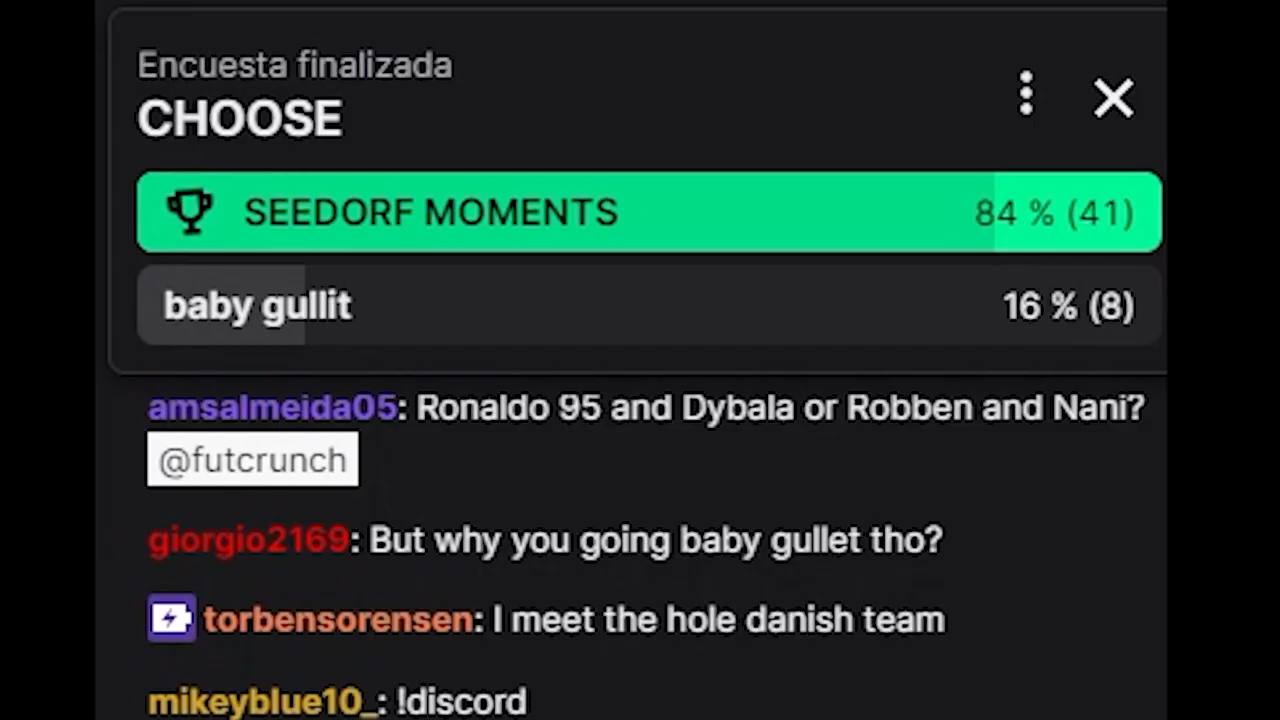 Encuesta finalizada
CHOOSE
SEEDORF MOMENTS 84 % (41)
baby gullit 16 % (8)
amsalmeida05: Ronaldo 95 and Dybala or Robben and Nani?
@futcrunch
giorgio2169: But why you going baby gullet tho?
torbensorensen: I meet the hole danish team
mikeyblue10_: !discord